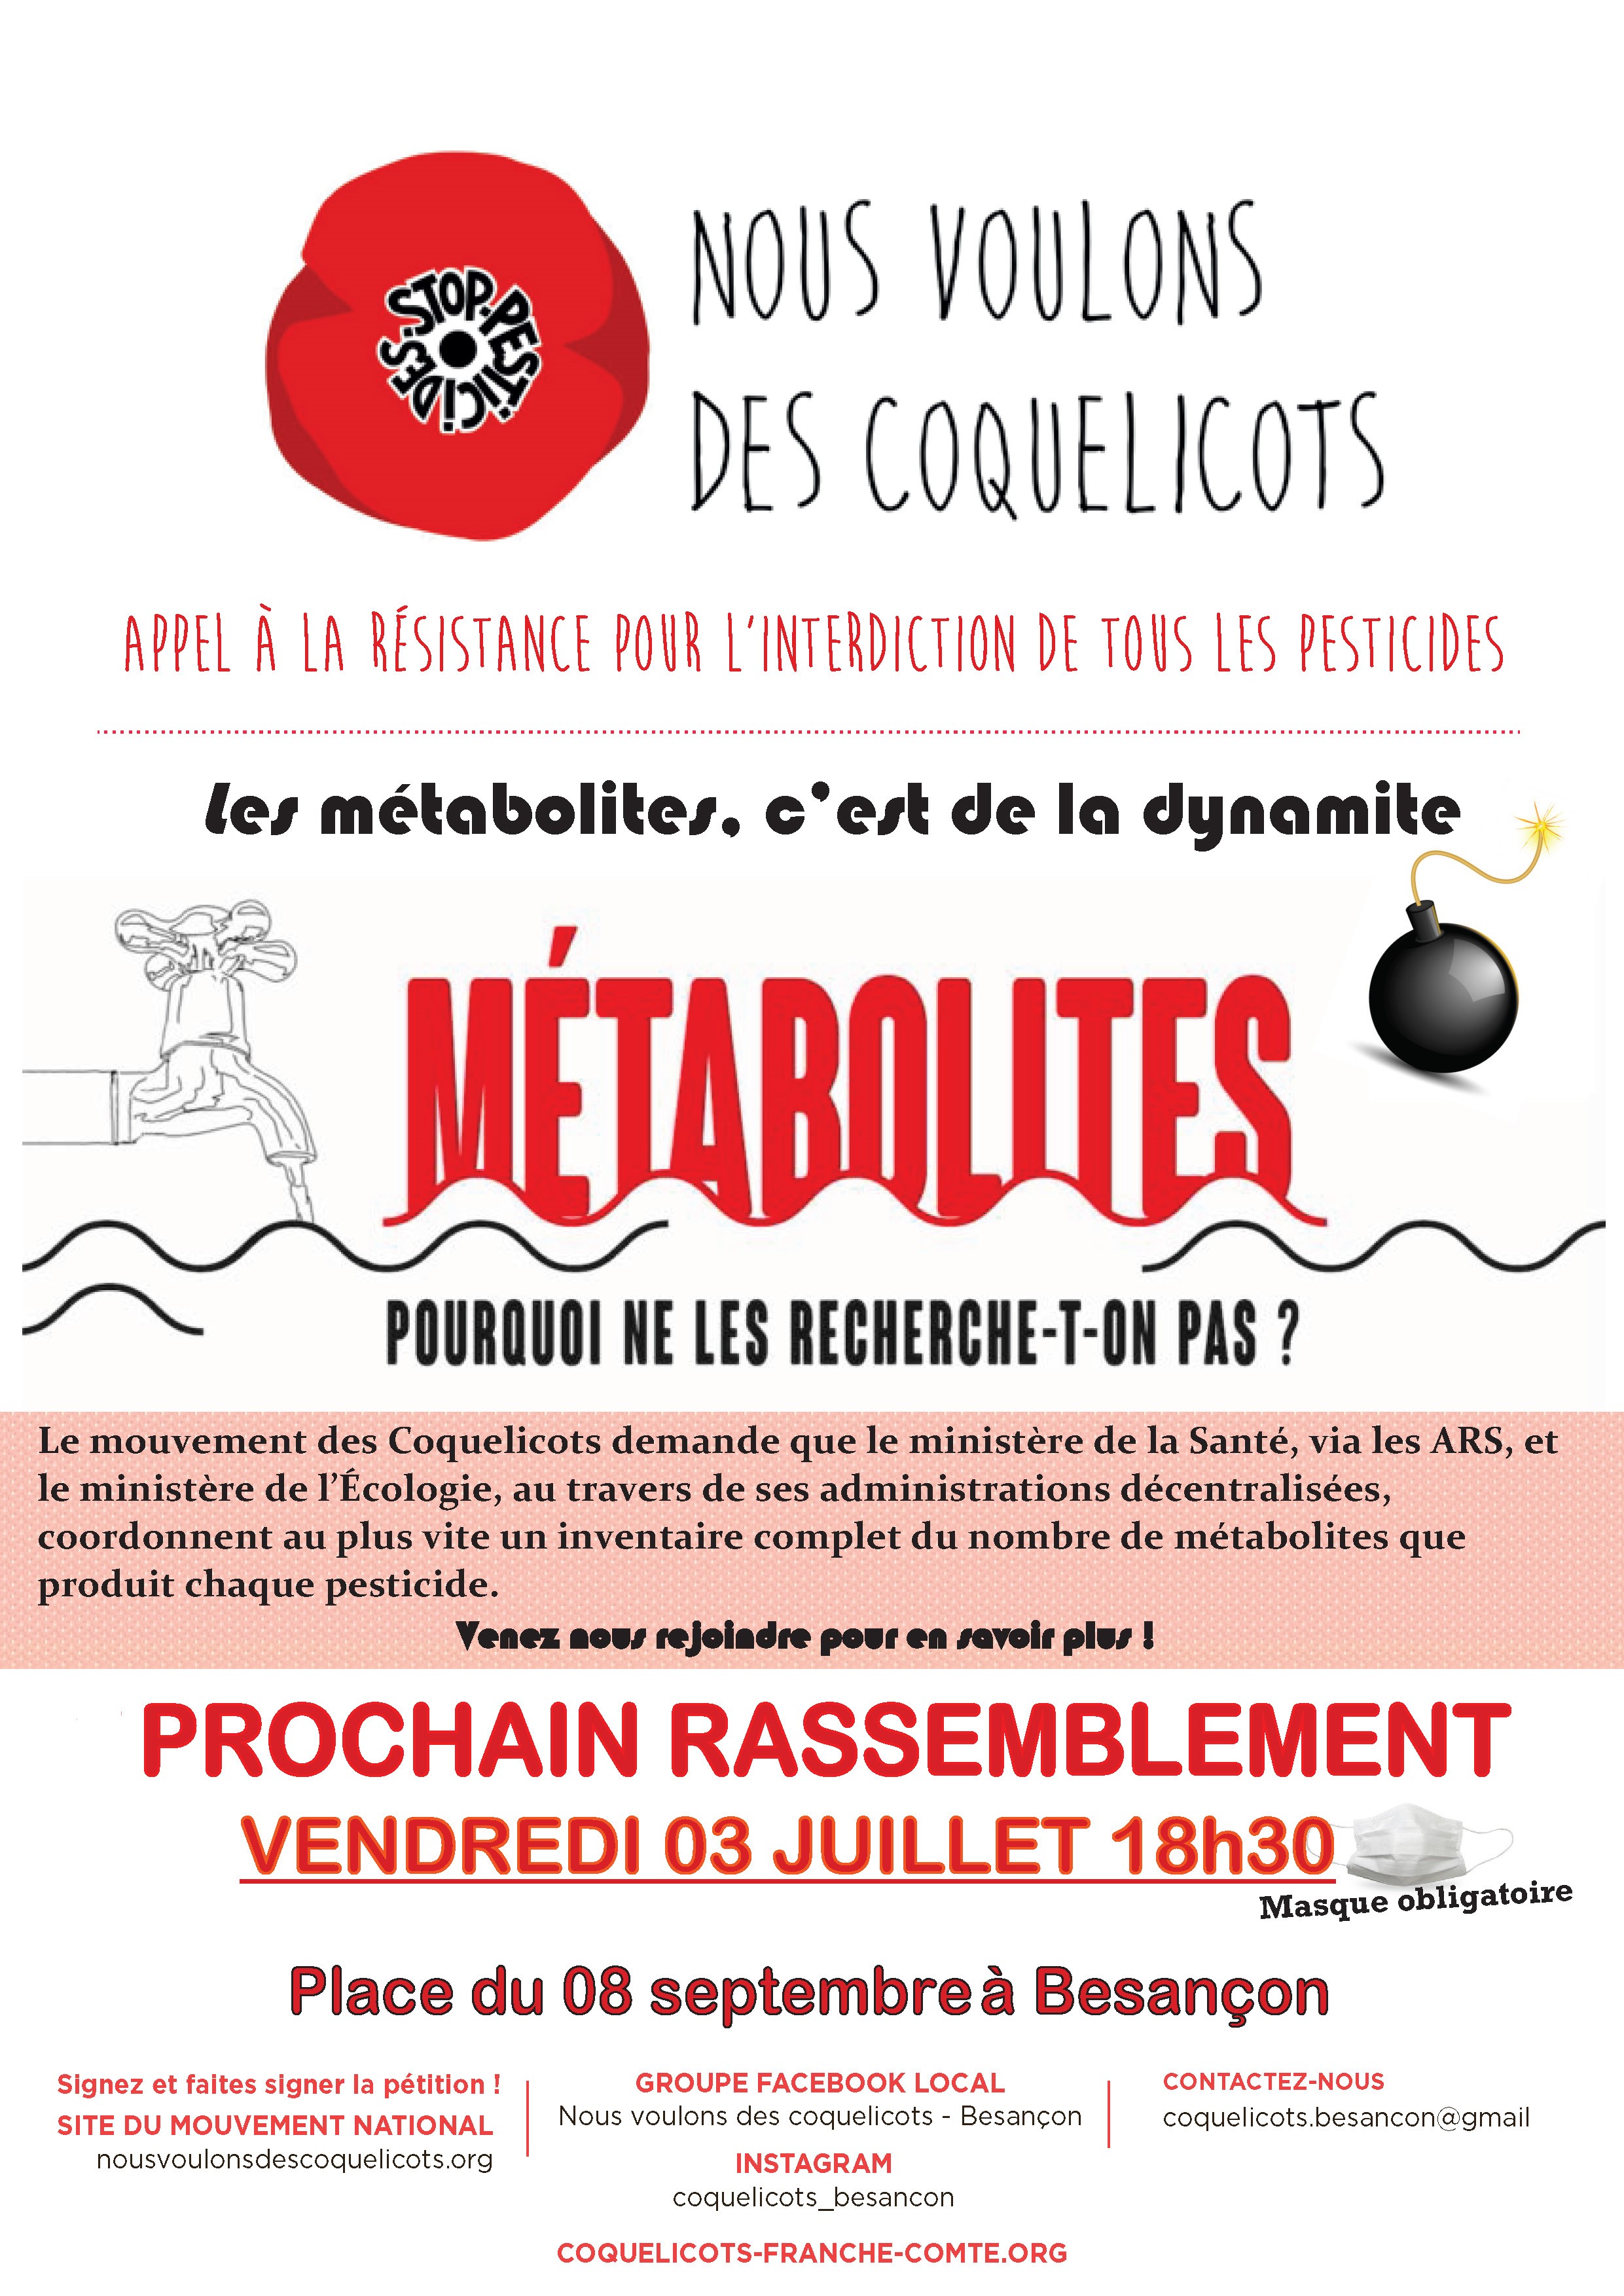 STOP PESTICIDES
NOUS VOULONS
DES COQUELICOTS
APPEL À LA RÉSISTANCE POUR L'INTERDICTION DE TOUS LES PESTICIDES
Les métabolites, c'est de la dynamite
MÉTABOLITES
POURQUOI NE LES RECHERCHE-T-ON PAS ?
Le mouvement des Coquelicots demande que le ministère de la Santé, via les ARS, et
le ministère de l'Écologie, au travers de ses administrations décentralisées,
coordonnent au plus vite un inventaire complet du nombre de métabolites que
produit chaque pesticide.
Venez nous rejoindre pour en savoir plus !
PROCHAIN RASSEMBLEMENT
VENDREDI 03 JUILLET 18h30
Masque obligatoire
Place du 08 septembre à Besançon
Signez et faites signer la pétition !
SITE DU MOUVEMENT NATIONAL
nousvoulonsdescoquelicots.org
GROUPE FACEBOOK LOCAL
Nous voulons des coquelicots - Besançon
INSTAGRAM
coquelicots_besancon
CONTACTEZ-NOUS
coquelicots.besancon@gmail
COQUELICOTS-FRANCHE-COMTE.ORG